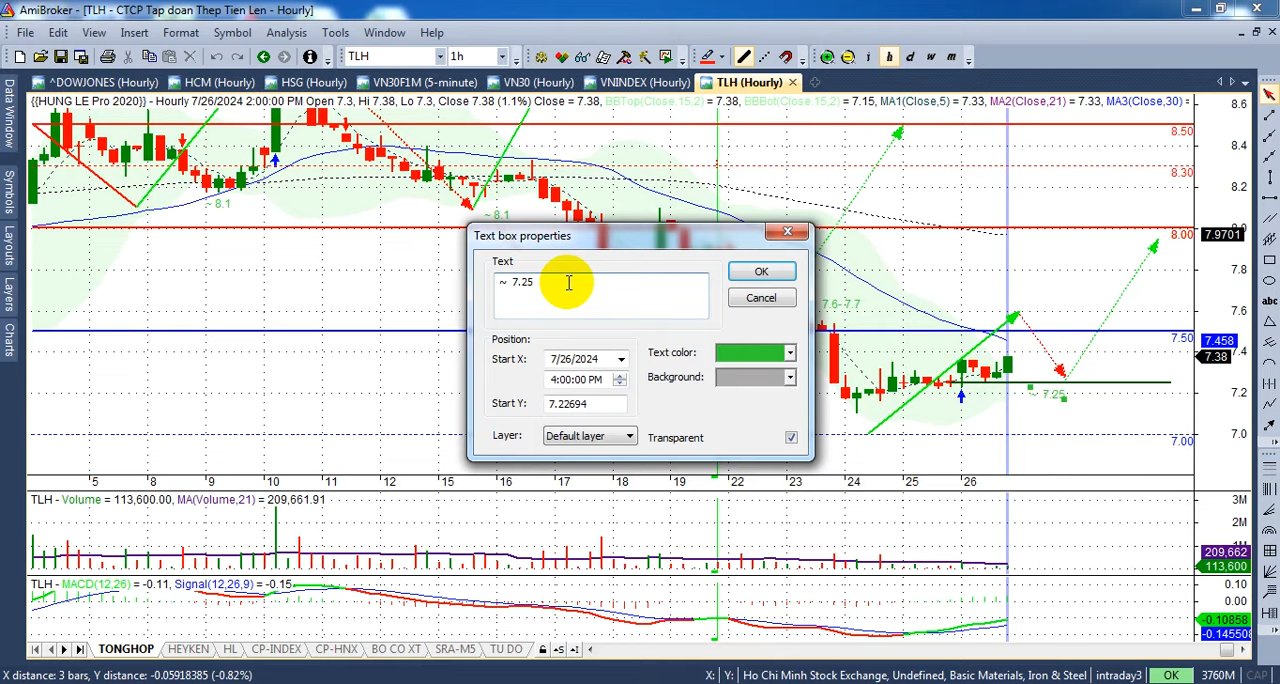 AmiBroker - [TLH - CTCP Tap doan Thep Tien Len - Hourly]
File Edit View Insert Format Symbol Analysis Tools Window Help
TLH 1h i h d w m
^DOWJONES (Hourly) HCM (Hourly) HSG (Hourly) VN30F1M (5-minute) VN30 (Hourly) VNINDEX (Hourly) TLH (Hourly)
{{HUNG LE Pro 2020}} - Hourly 7/26/2024 2:00:00 PM Open 7.3, Hi 7.38, Lo 7.3, Close 7.38 (1.1%) Close = 7.38, BBTop(Close,15,2) = 7.38, BBBot(Close,15,2) = 7.15, MA1(Close,5) = 7.33, MA2(Close,21) = 7.33, MA3(Close,30) =
Data Window
Symbols
Layouts
Layers
Charts
8.6
8.50
8.4
8.30
8.2
8.00
7.9701
7.8
7.6
7.50
7.458
7.4
7.38
7.2
7.00
7.0
~ 8.1
~ 8.1
7.6- 7.7
~ 7.25
abc
Text box properties
Text
~ 7.25
OK
Cancel
Position:
Start X: 7/26/2024
4:00:00 PM
Start Y: 7.22694
Text color:
Background:
Layer: Default layer
Transparent
5 8 9 10 11 12 15 16 17 18 19 22 23 24 25 26
TLH - Volume = 113,600.00, MA(Volume,21) = 209,661.91
3M
2M
209,662
113,600
TLH - MACD(12,26) = -0.11, Signal(12,26,9) = -0.15
0.10
0.00
-0.10858
-0.145508
TONGHOP HEIKEN HL CP-INDEX CP-HNX BO CO XT SRA-M5 TU DO
X distance: 3 bars, Y distance: -0.05918385 (-0.82%) X: Y: Ho Chi Minh Stock Exchange, Undefined, Basic Materials, Iron & Steel intraday3 OK 3760M CAP